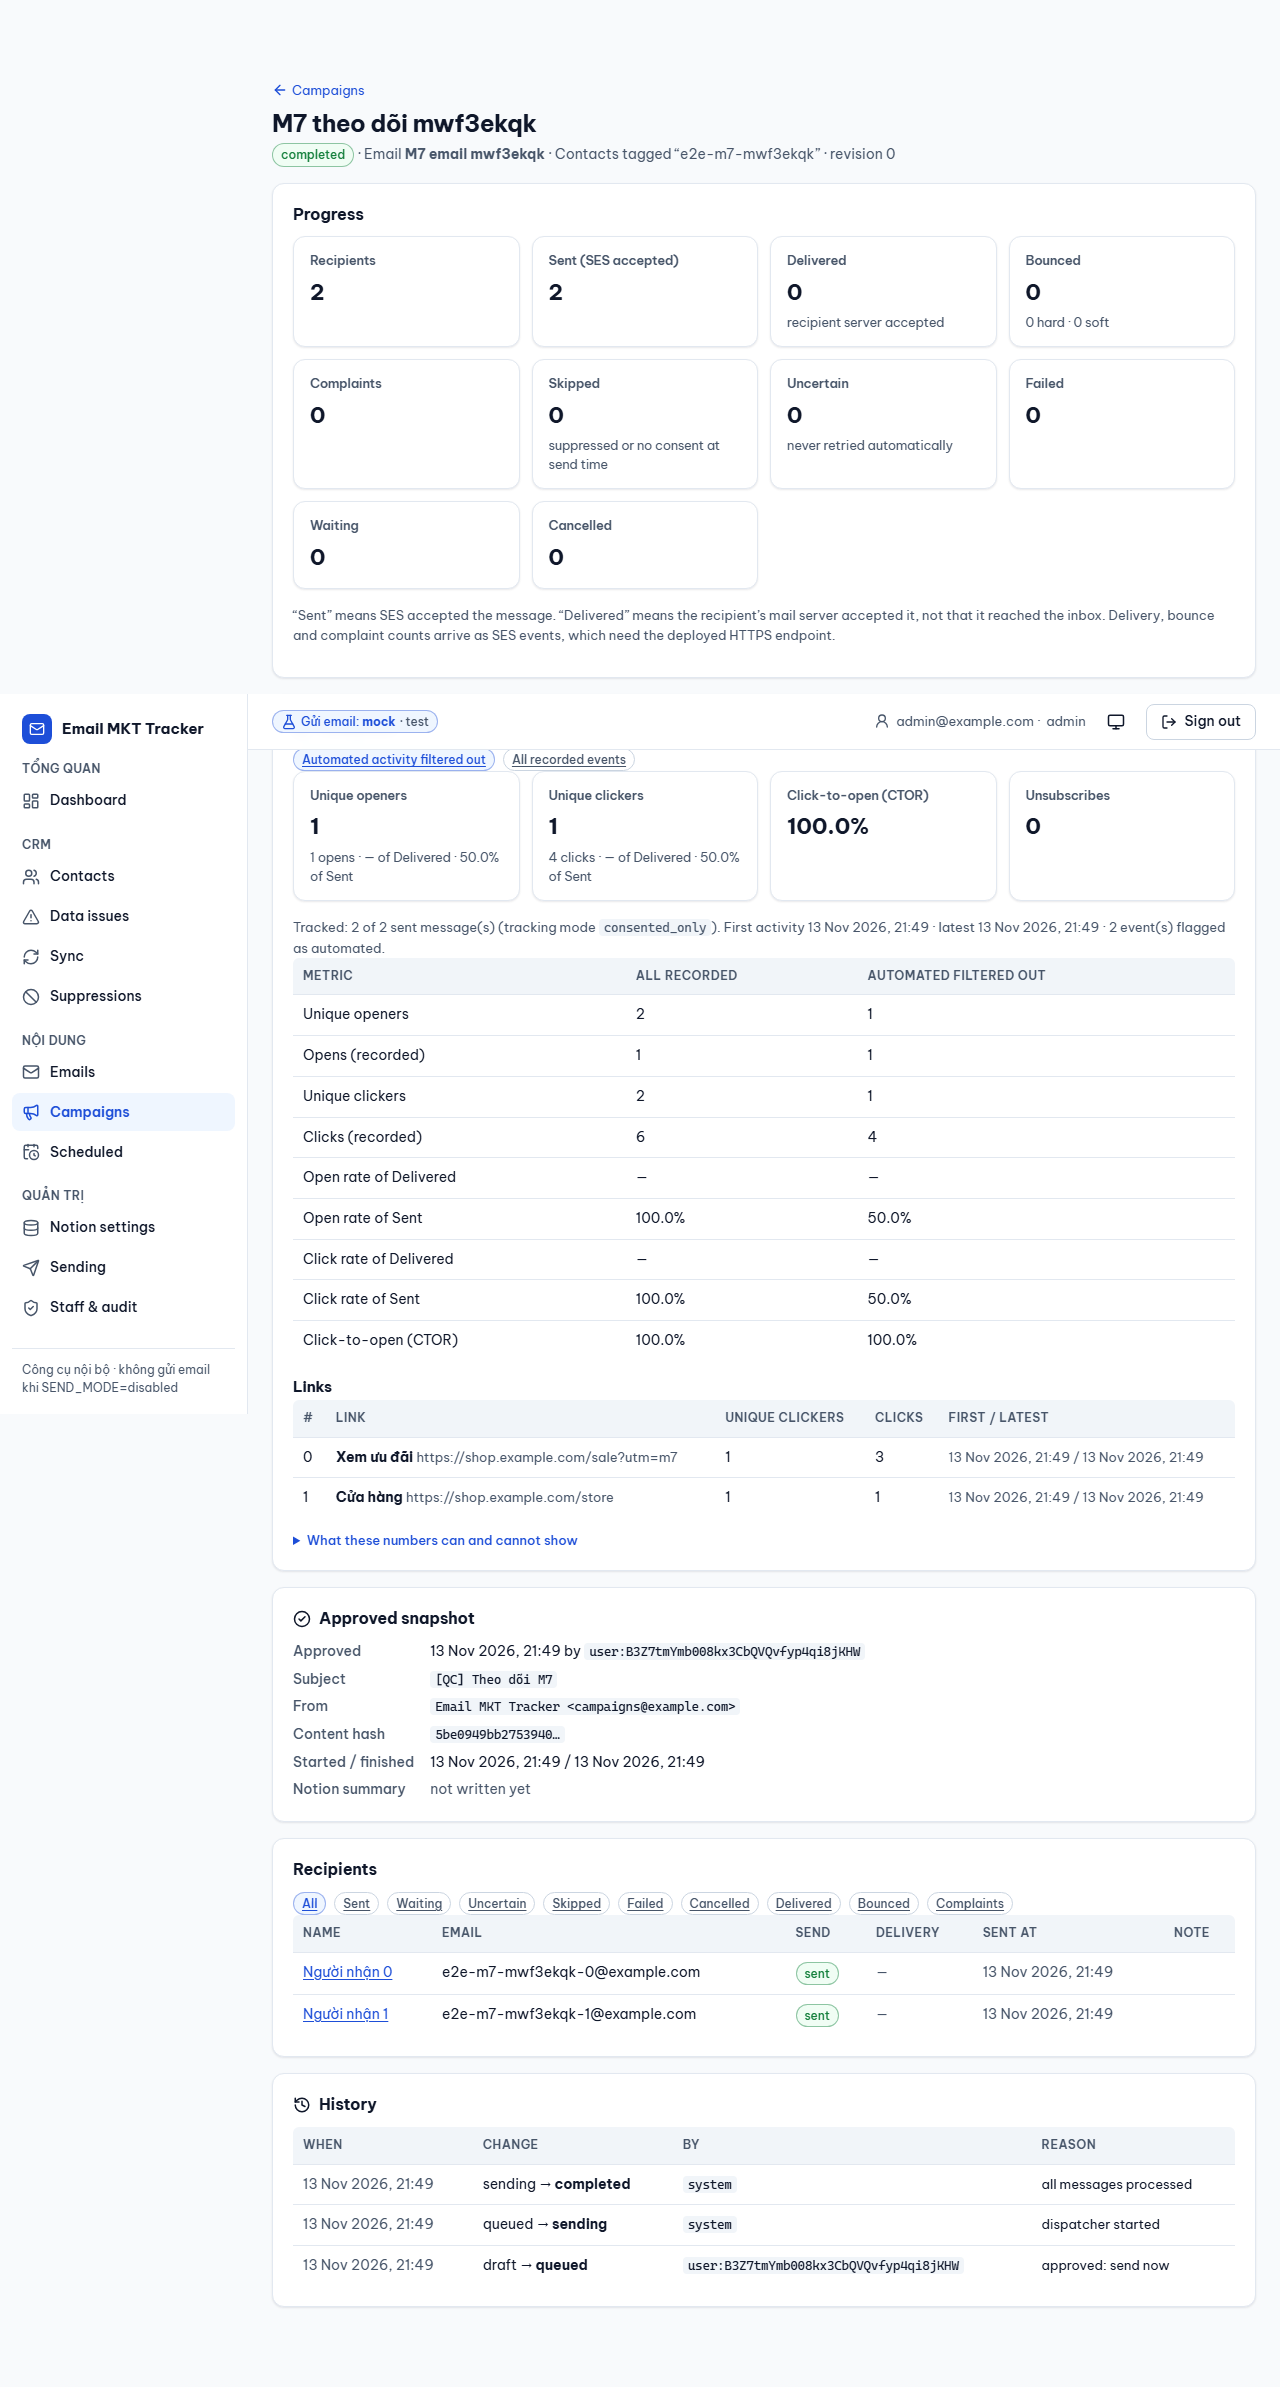 Campaigns
M7 theo dõi mwf3ekqk
completed · Email M7 email mwf3ekqk · Contacts tagged “e2e-m7-mwf3ekqk” · revision 0
Progress
Recipients
2
Sent (SES accepted)
2
Delivered
0
recipient server accepted
Bounced
0
0 hard · 0 soft
Complaints
0
Skipped
0
suppressed or no consent at
send time
Uncertain
0
never retried automatically
Failed
0
Waiting
0
Cancelled
0
“Sent” means SES accepted the message. “Delivered” means the recipient’s mail server accepted it, not that it reached the inbox. Delivery, bounce
and complaint counts arrive as SES events, which need the deployed HTTPS endpoint.
Email MKT Tracker
TỔNG QUAN
Dashboard
CRM
Contacts
Data issues
Sync
Suppressions
NỘI DUNG
Emails
Campaigns
Scheduled
QUẢN TRỊ
Notion settings
Sending
Staff & audit
Công cụ nội bộ · không gửi email
khi SEND_MODE=disabled
Gửi email: mock · test
admin@example.com · admin
Sign out
Automated activity filtered out
All recorded events
Unique openers
1
1 opens · — of Delivered · 50.0%
of Sent
Unique clickers
1
4 clicks · — of Delivered · 50.0%
of Sent
Click-to-open (CTOR)
100.0%
Unsubscribes
0
Tracked: 2 of 2 sent message(s) (tracking mode consented_only ). First activity 13 Nov 2026, 21:49 · latest 13 Nov 2026, 21:49 · 2 event(s) flagged
as automated.
METRIC ALL RECORDED AUTOMATED FILTERED OUT
Unique openers 2 1
Opens (recorded) 1 1
Unique clickers 2 1
Clicks (recorded) 6 4
Open rate of Delivered — —
Open rate of Sent 100.0% 50.0%
Click rate of Delivered — —
Click rate of Sent 100.0% 50.0%
Click-to-open (CTOR) 100.0% 100.0%
Links
# LINK UNIQUE CLICKERS CLICKS FIRST / LATEST
0 Xem ưu đãi https://shop.example.com/sale?utm=m7 1 3 13 Nov 2026, 21:49 / 13 Nov 2026, 21:49
1 Cửa hàng https://shop.example.com/store 1 1 13 Nov 2026, 21:49 / 13 Nov 2026, 21:49
What these numbers can and cannot show
Approved snapshot
Approved 13 Nov 2026, 21:49 by user:B3Z7tmYmb008kx3CbQVQvfyp4qi8jKHW
Subject [QC] Theo dõi M7
From Email MKT Tracker <campaigns@example.com>
Content hash 5be0949bb2753940…
Started / finished 13 Nov 2026, 21:49 / 13 Nov 2026, 21:49
Notion summary not written yet
Recipients
All Sent Waiting Uncertain Skipped Failed Cancelled Delivered Bounced Complaints
NAME EMAIL SEND DELIVERY SENT AT NOTE
Người nhận 0 e2e-m7-mwf3ekqk-0@example.com sent — 13 Nov 2026, 21:49
Người nhận 1 e2e-m7-mwf3ekqk-1@example.com sent — 13 Nov 2026, 21:49
History
WHEN CHANGE BY REASON
13 Nov 2026, 21:49 sending → completed system all messages processed
13 Nov 2026, 21:49 queued → sending system dispatcher started
13 Nov 2026, 21:49 draft → queued user:B3Z7tmYmb008kx3CbQVQvfyp4qi8jKHW approved: send now